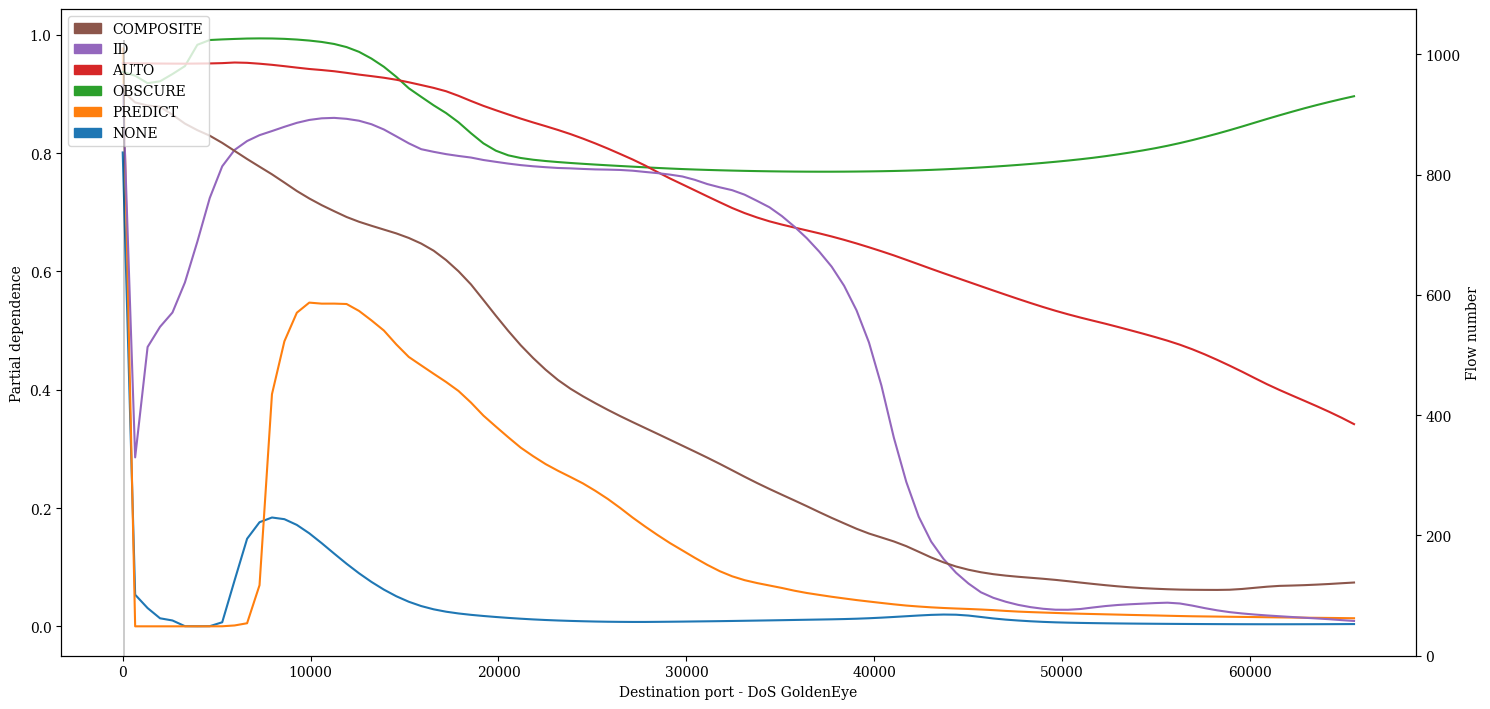 COMPOSITE
ID
AUTO
OBSCURE
PREDICT
NONE
1.0
0.8
0.6
0.4
0.2
0.0
Partial dependence
1000
800
600
400
200
0
Flow number
0 10000 20000 30000 40000 50000 60000
Destination port - DoS GoldenEye